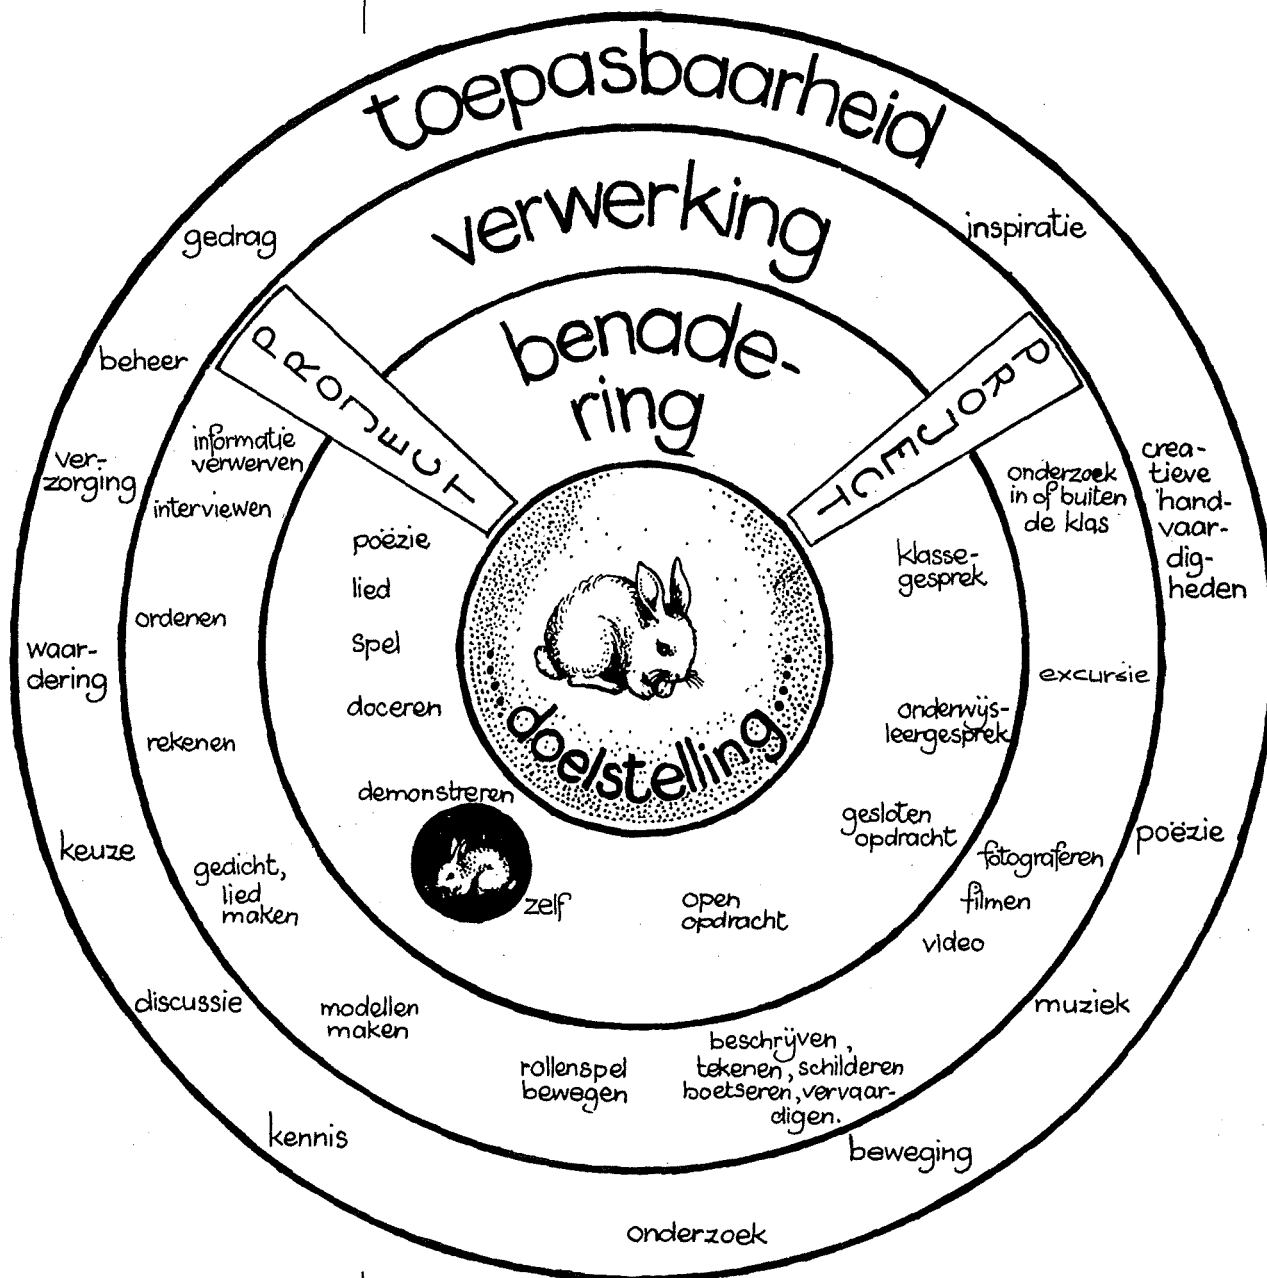 toepasbaarheid
verwerking
benade-
ring
doelstelling
PROJECT
PROJECT
gedrag
beheer
ver-
zorging
waar-
dering
keuze
discussie
kennis
onderzoek
beweging
muziek
poëzie
crea-
tieve
hand-
vaar-
dig-
heden
inspiratie
informatie
verwerven
interviewen
ordenen
rekenen
gedicht,
lied
maken
modellen
maken
rollenspel
bewegen
beschrijven,
tekenen, schilderen
boetseren, vervaar-
digen.
video
filmen
fotograferen
excursie
onderzoek
in of buiten
de klas
poëzie
lied
spel
doceren
demonstreren
zelf
open
opdracht
gesloten
opdracht
onderwijs-
leergesprek
klasse-
gesprek